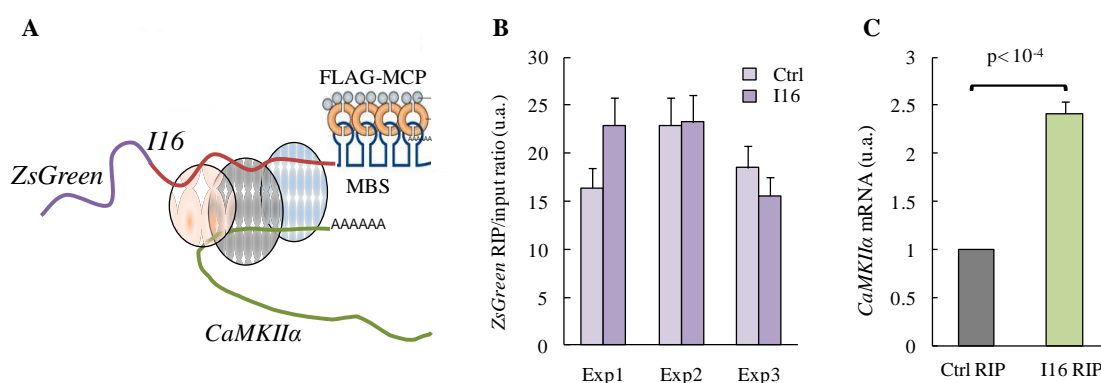 A
FLAG-MCP
I16
ZsGreen
AAAAAA
MBS
AAAAAA
CaMKIIα
B
ZsGreen RIP/input ratio (u.a.)
30
25
20
15
10
5
0
Ctrl
I16
Exp1 Exp2 Exp3
C
CaMKIIα mRNA (u.a.)
p< 10-4
3
2.5
2
1.5
1
0.5
0
Ctrl RIP I16 RIP